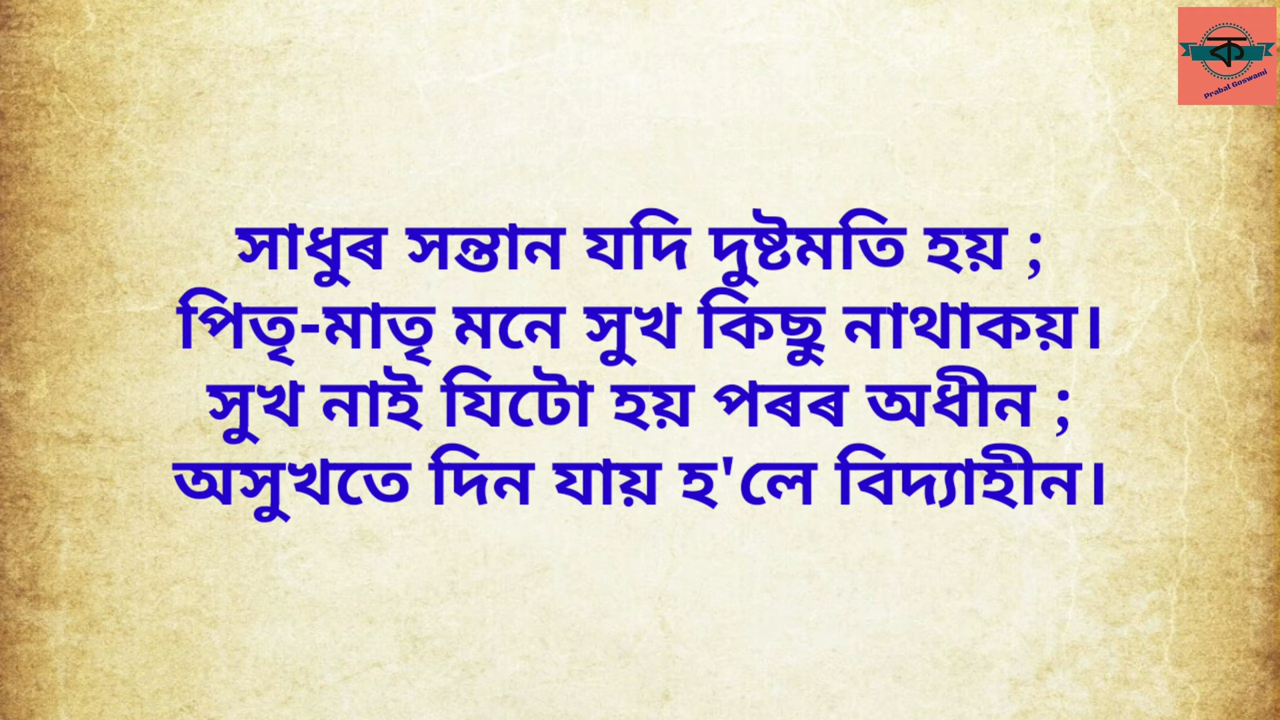 ক
Prabal Goswami
সাধুৰ সন্তান যদি দুষ্টমতি হয় ;
পিতৃ-মাতৃ মনে সুখ কিছু নাথাকয়।
সুখ নাই যিটো হয় পৰৰ অধীন ;
অসুখতে দিন যায় হ'লে বিদ্যাহীন।